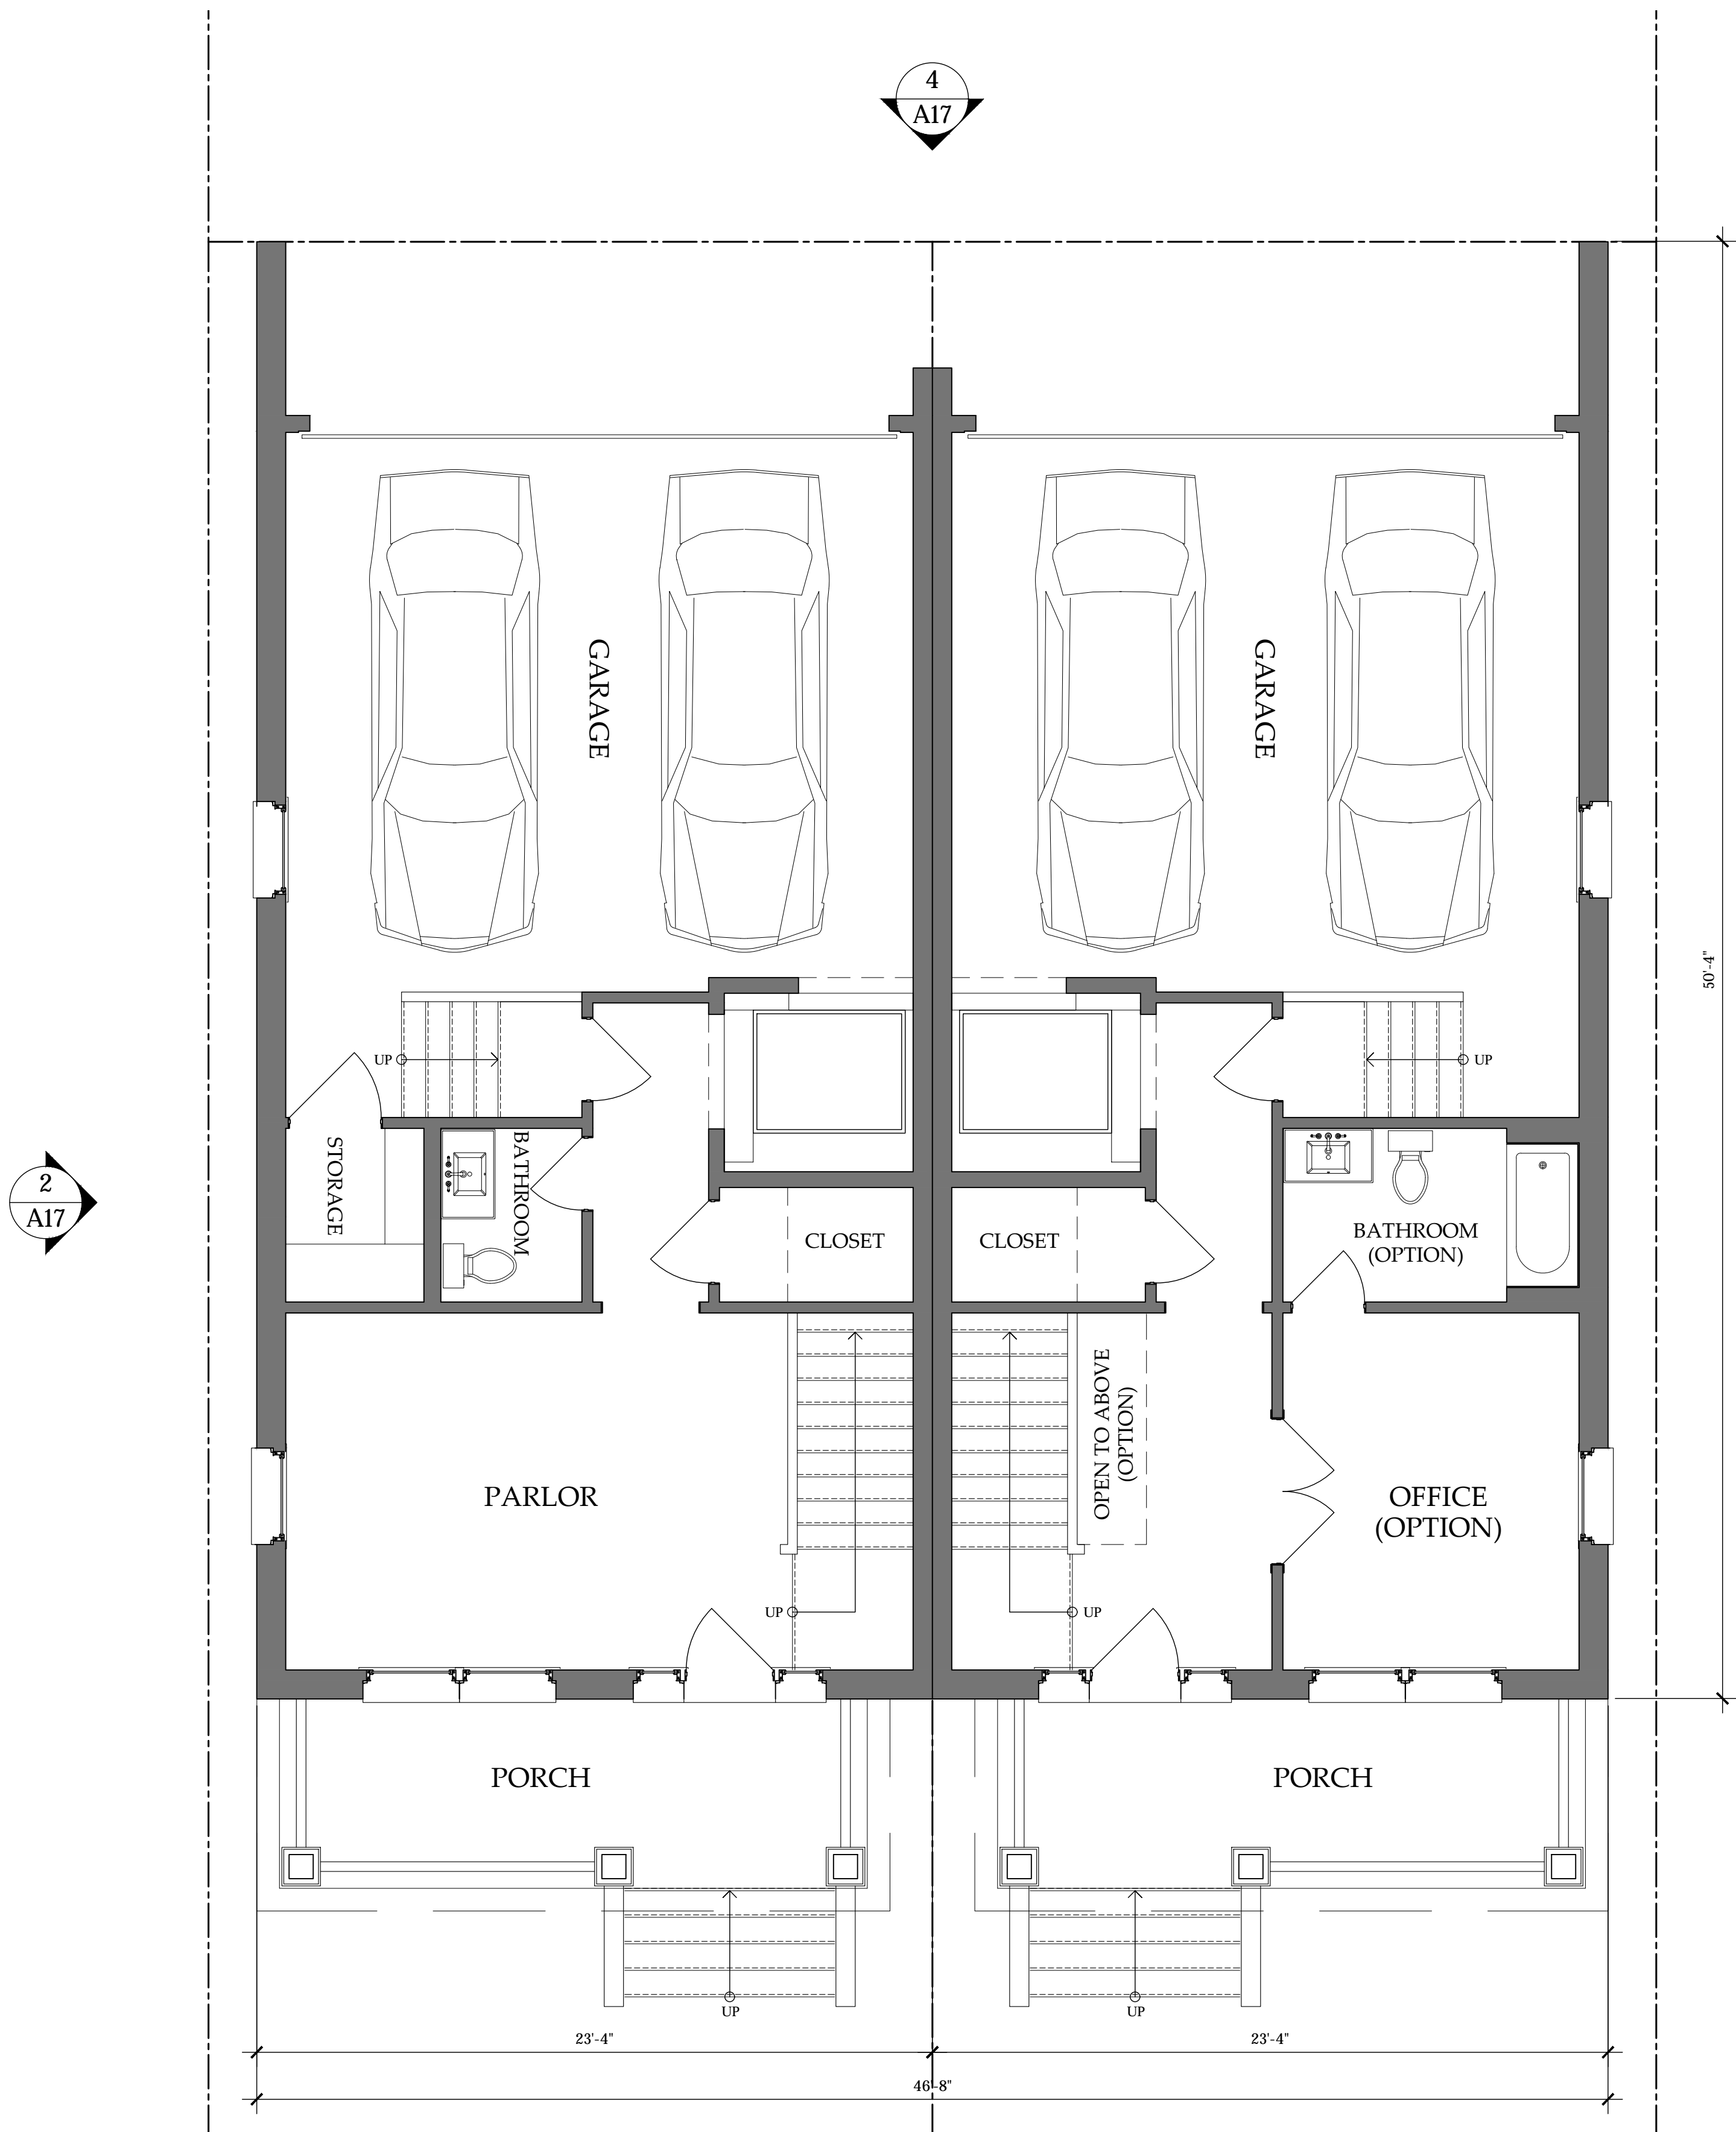 4
A17
GARAGE
GARAGE
50'-4"
UP
UP
STORAGE
BATHROOM
2
A17
CLOSET
CLOSET
BATHROOM
(OPTION)
OPEN TO ABOVE
(OPTION)
PARLOR
OFFICE
(OPTION)
UP
UP
PORCH
PORCH
UP
UP
23'-4"
23'-4"
46'-8"